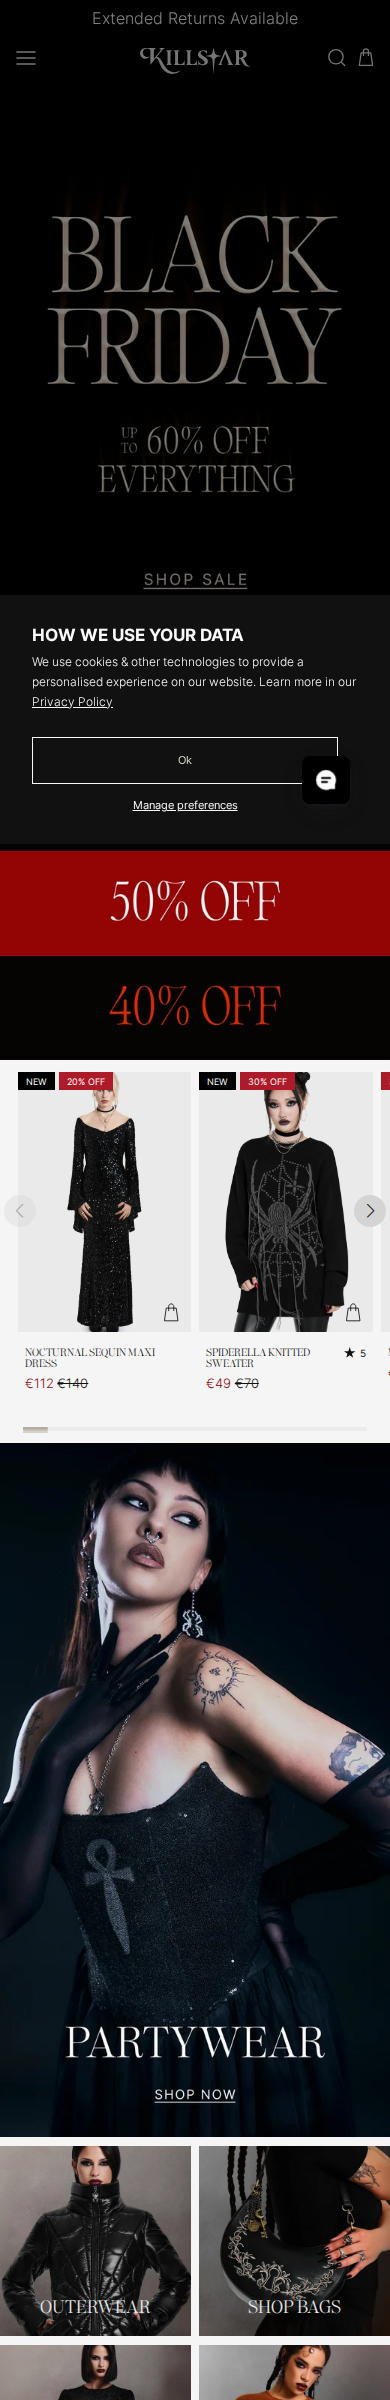 Extended Returns Available
KILLSTAR
BLACK
FRIDAY
UP TO 60% OFF
EVERYTHING
SHOP SALE
HOW WE USE YOUR DATA
We use cookies & other technologies to provide a
personalised experience on our website. Learn more in our
Privacy Policy
Ok
Manage preferences
50% OFF
40% OFF
NEW 20% OFF
NEW 30% OFF
NOCTURNAL SEQUIN MAXI
DRESS
€112 €140
SPIDERELLA KNITTED
SWEATER
★ 5
€49 €70
PARTYWEAR
SHOP NOW
OUTERWEAR
SHOP BAGS